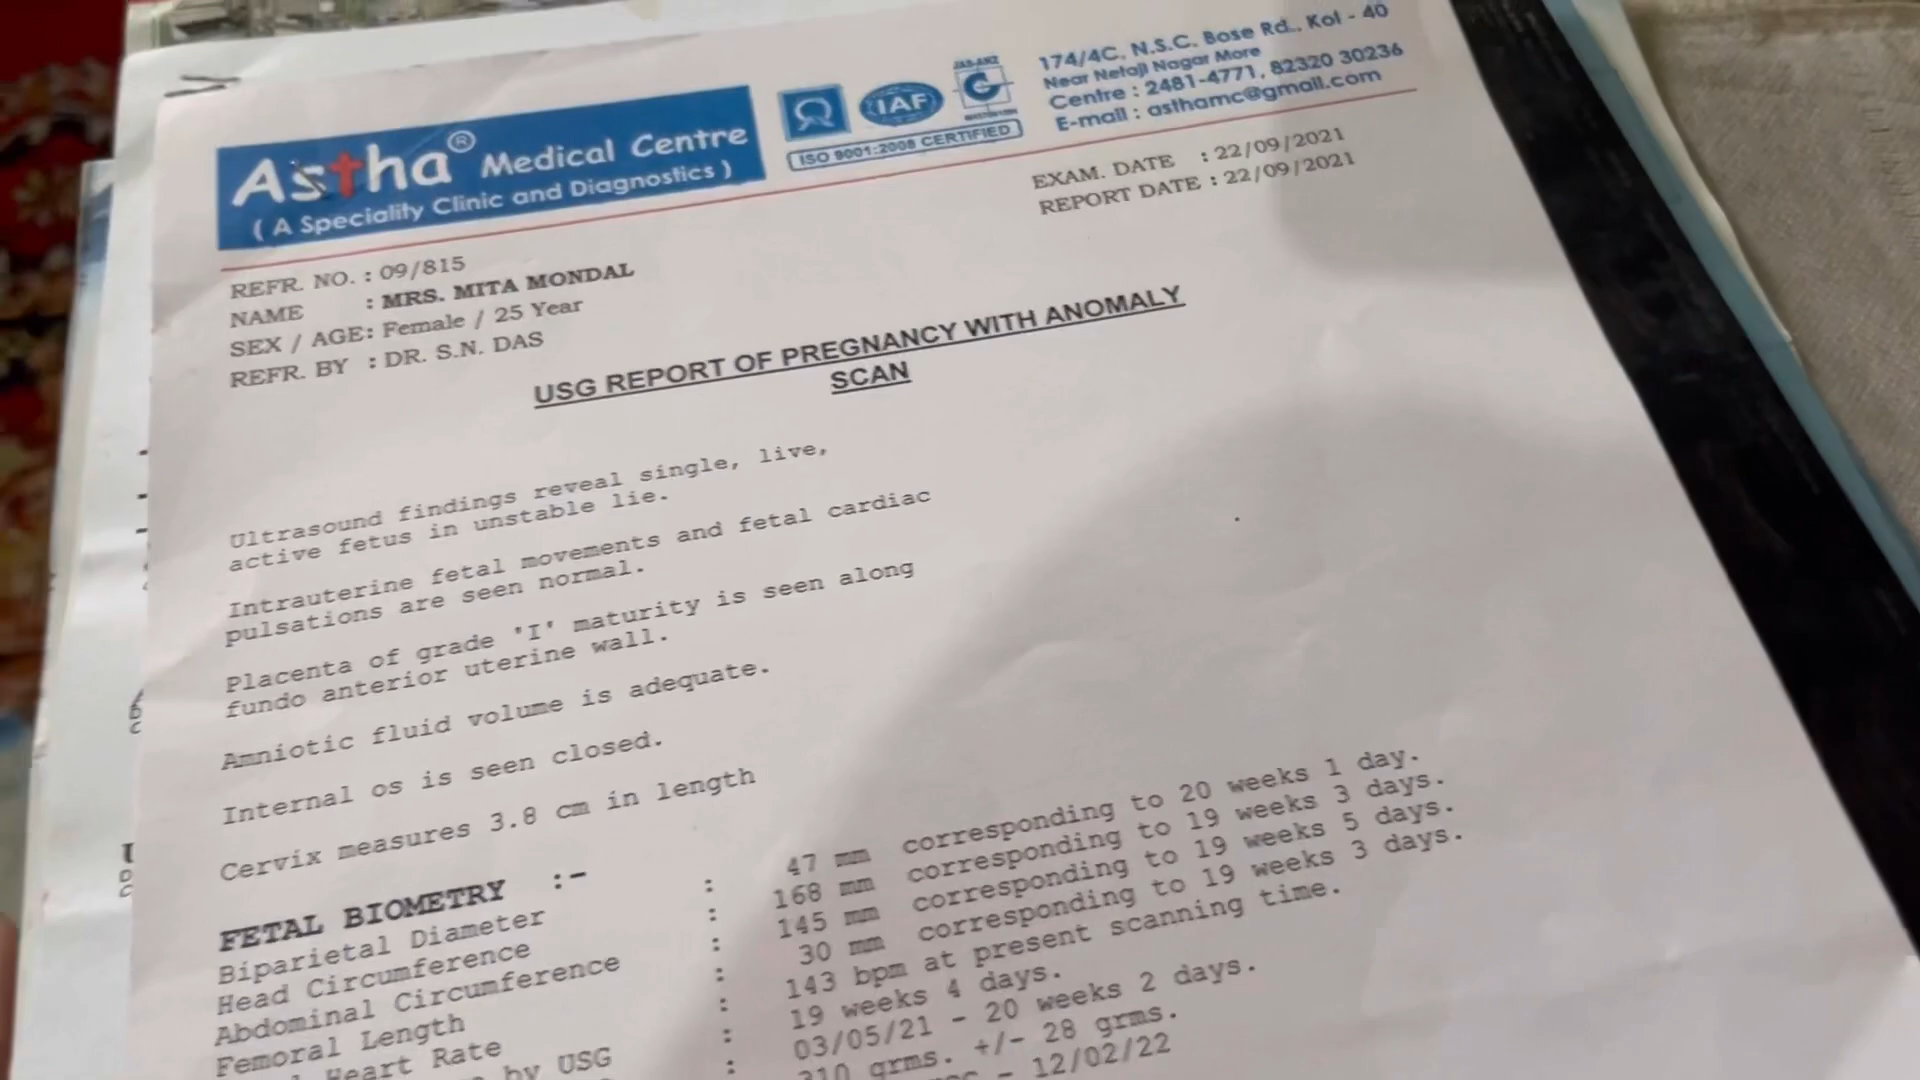 Astha® Medical Centre
( A Speciality Clinic and Diagnostics )
IAF
JAS-ANZ
ISO 9001:2008 CERTIFIED
174/4C, N.S.C. Bose Rd., Kol - 40
Near Netaji Nagar More
Centre : 2481-4771, 82320 30236
E-mail : asthamc@gmail.com
EXAM. DATE : 22/09/2021
REPORT DATE : 22/09/2021
REFR. NO. : 09/815
NAME : MRS. MITA MONDAL
SEX / AGE: Female / 25 Year
REFR. BY : DR. S.N. DAS
USG REPORT OF PREGNANCY WITH ANOMALY
SCAN
Ultrasound findings reveal single, live,
active fetus in unstable lie.
Intrauterine fetal movements and fetal cardiac
pulsations are seen normal.
Placenta of grade 'I' maturity is seen along
fundo anterior uterine wall.
Amniotic fluid volume is adequate.
Internal os is seen closed.
Cervix measures 3.8 cm in length
FETAL BIOMETRY :-
Biparietal Diameter : 47 mm corresponding to 20 weeks 1 day.
Head Circumference : 168 mm corresponding to 19 weeks 3 days.
Abdominal Circumference : 145 mm corresponding to 19 weeks 5 days.
Femoral Length : 30 mm corresponding to 19 weeks 3 days.
Heart Rate : 143 bpm at present scanning time.
by USG : 19 weeks 4 days.
: 03/05/21 - 20 weeks 2 days.
310 grms. +/- 28 grms.
- 12/02/22